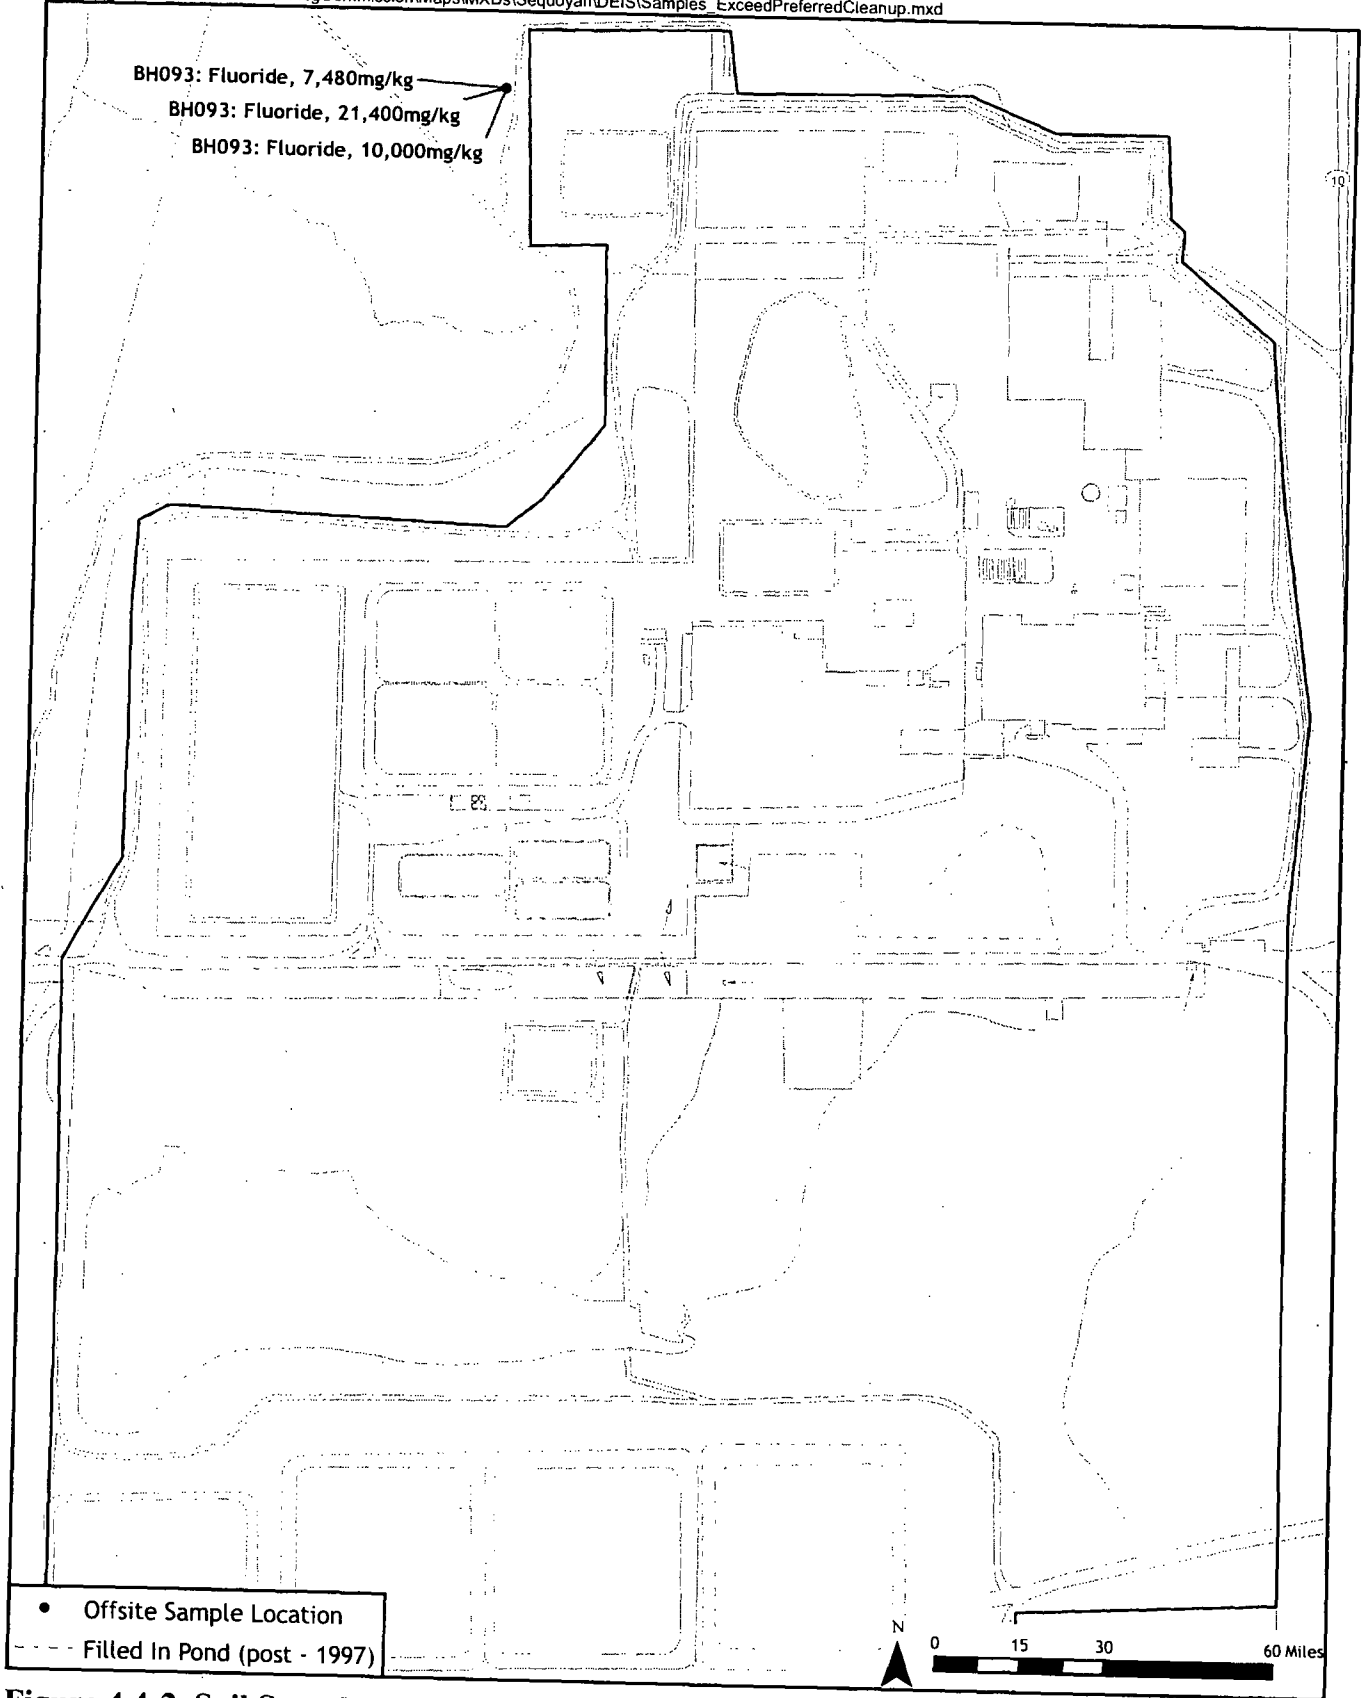 BH093: Fluoride, 7,480mg/kg
BH093: Fluoride, 21,400mg/kg
BH093: Fluoride, 10,000mg/kg
10
Offsite Sample Location
Filled In Pond (post - 1997)
N
0 15 30 60 Miles